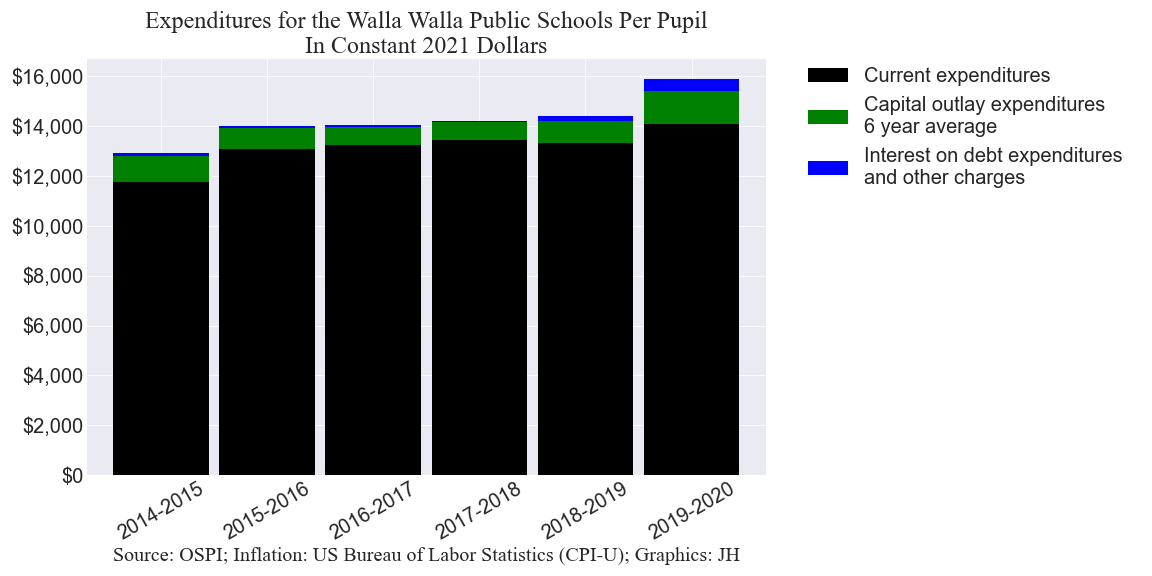 Expenditures for the Walla Walla Public Schools Per Pupil
In Constant 2021 Dollars
$16,000
$14,000
$12,000
$10,000
$8,000
$6,000
$4,000
$2,000
$0
2014-2015
2015-2016
2016-2017
2017-2018
2018-2019
2019-2020
Source: OSPI; Inflation: US Bureau of Labor Statistics (CPI-U); Graphics: JH
Current expenditures
Capital outlay expenditures
6 year average
Interest on debt expenditures
and other charges